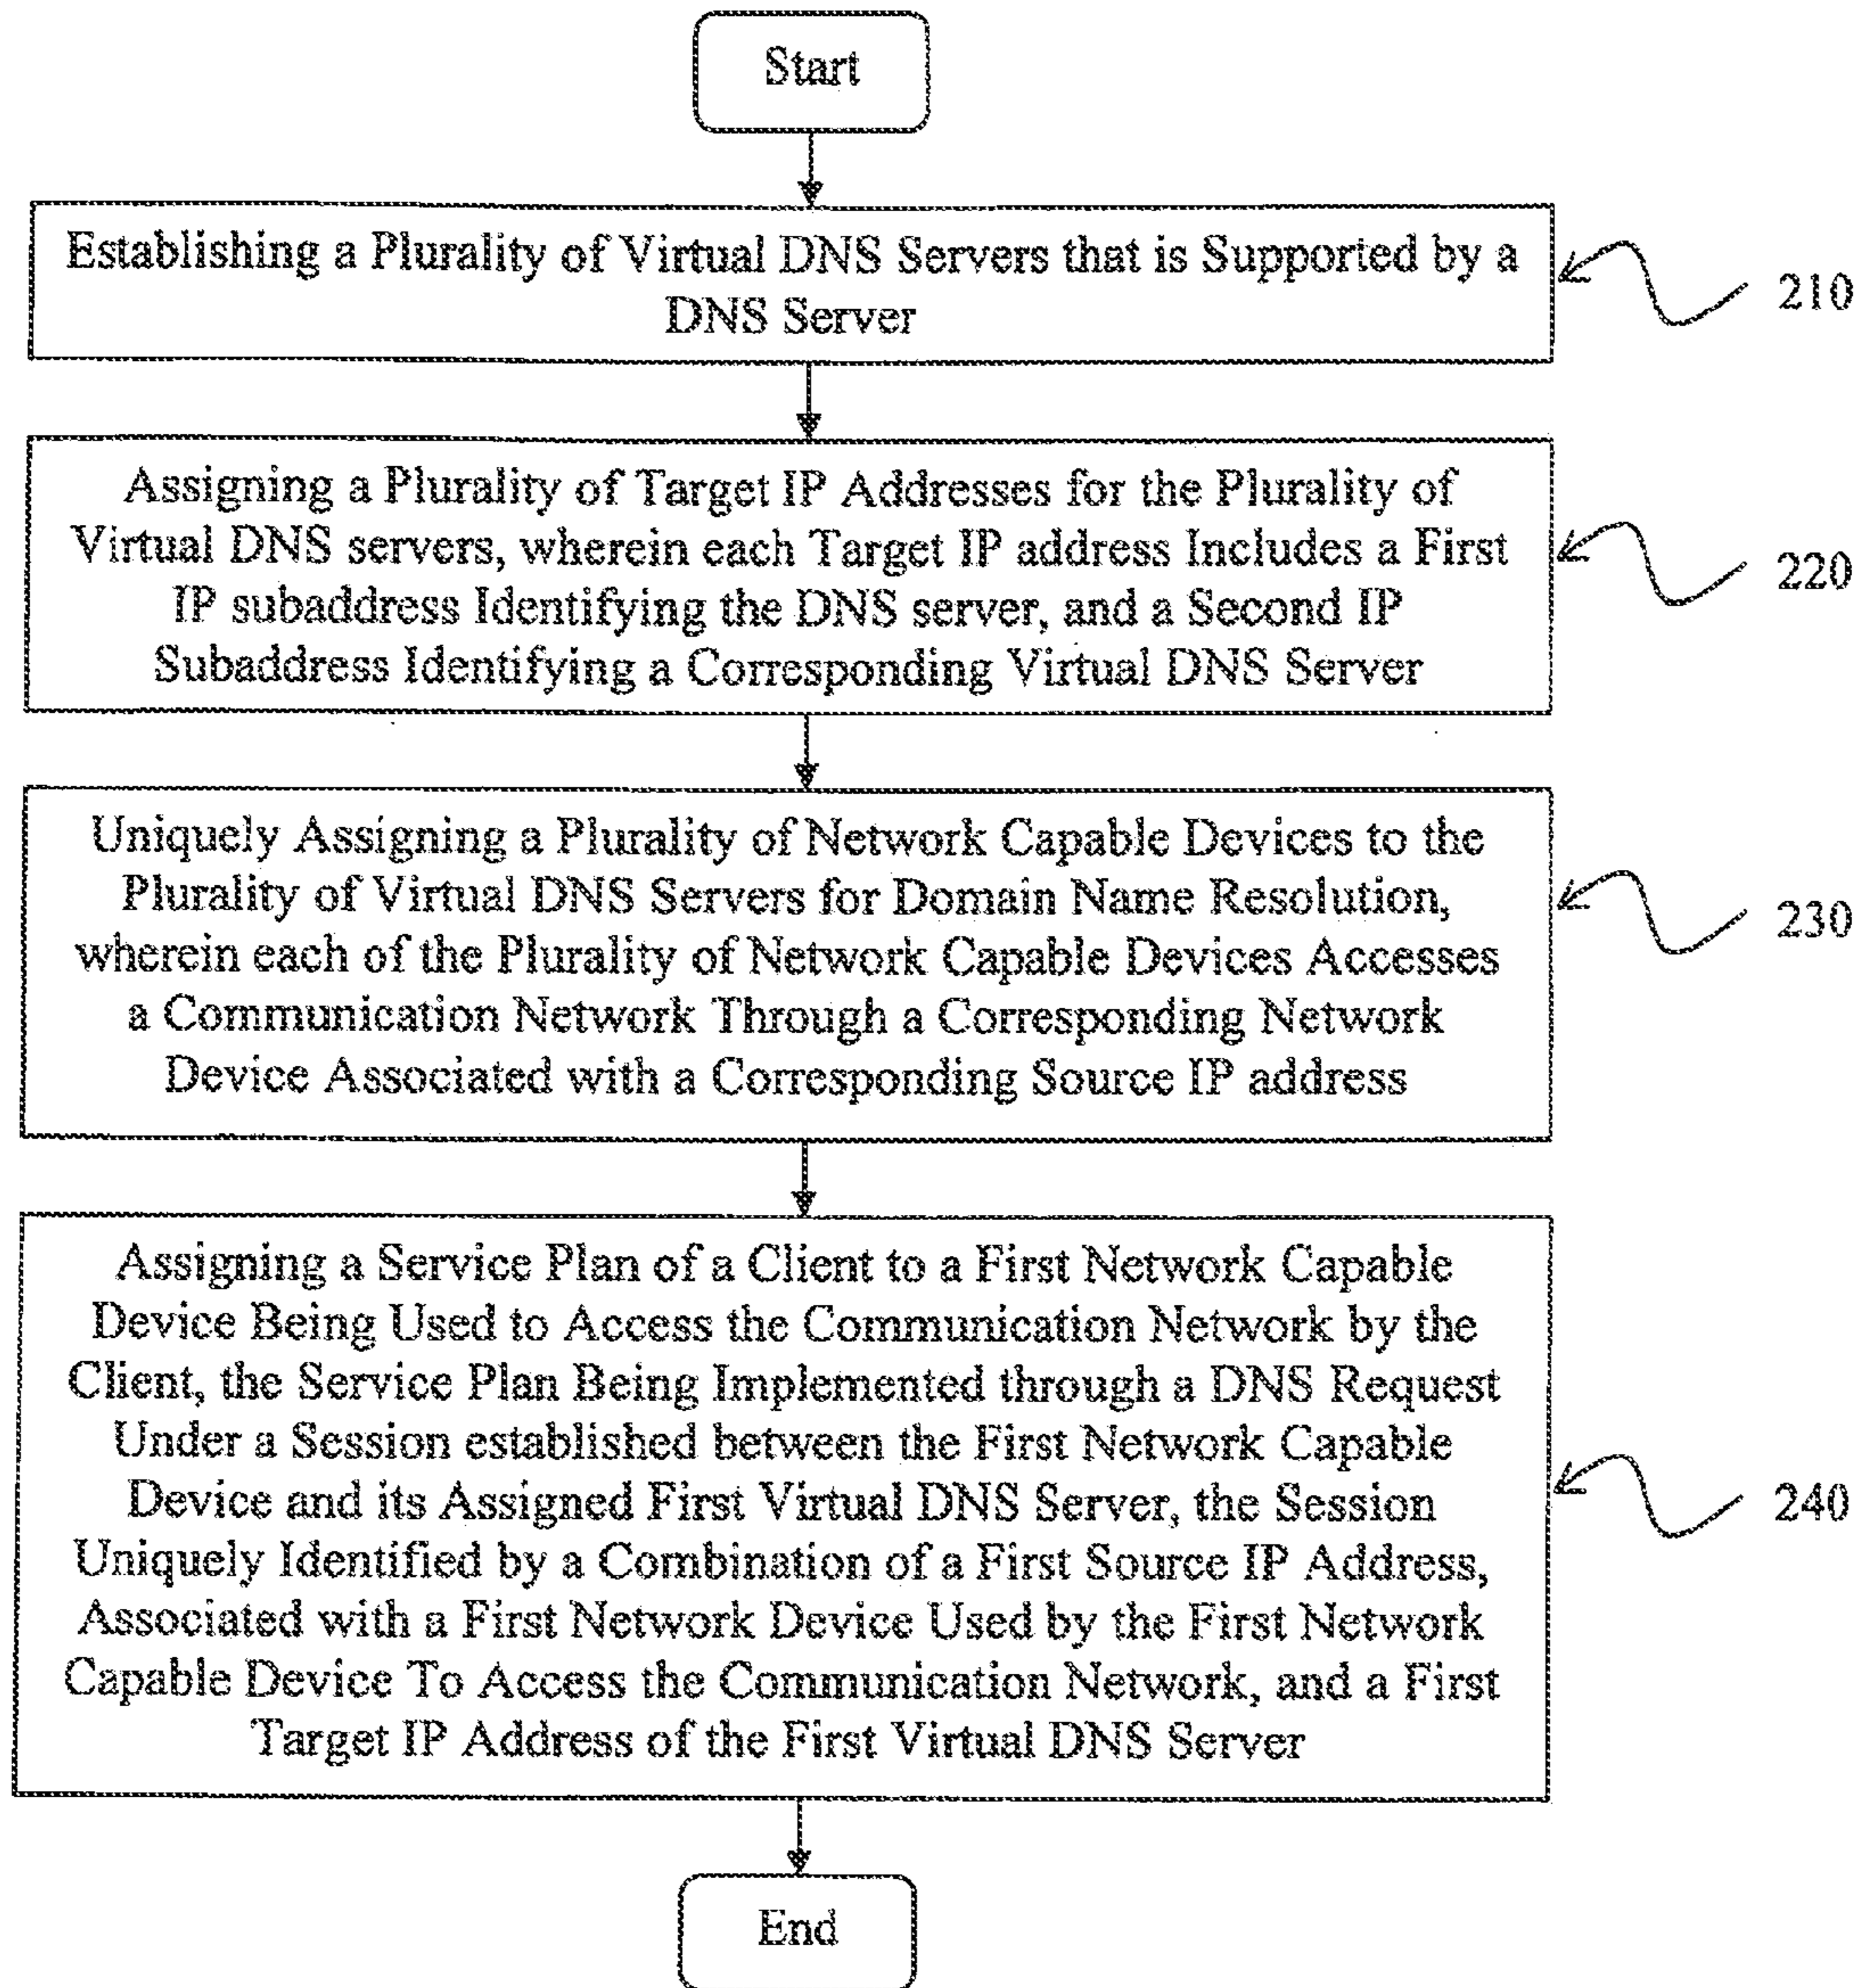 Start
Establishing a Plurality of Virtual DNS Servers that is Supported by a
DNS Server
210
Assigning a Plurality of Target IP Addresses for the Plurality of
Virtual DNS servers, wherein each Target IP address Includes a First
IP subaddress Identifying the DNS server, and a Second IP
Subaddress Identifying a Corresponding Virtual DNS Server
220
Uniquely Assigning a Plurality of Network Capable Devices to the
Plurality of Virtual DNS Servers for Domain Name Resolution,
wherein each of the Plurality of Network Capable Devices Accesses
a Communication Network Through a Corresponding Network
Device Associated with a Corresponding Source IP address
230
Assigning a Service Plan of a Client to a First Network Capable
Device Being Used to Access the Communication Network by the
Client, the Service Plan Being Implemented through a DNS Request
Under a Session established between the First Network Capable
Device and its Assigned First Virtual DNS Server, the Session
Uniquely Identified by a Combination of a First Source IP Address,
Associated with a First Network Device Used by the First Network
Capable Device To Access the Communication Network, and a First
Target IP Address of the First Virtual DNS Server
240
End